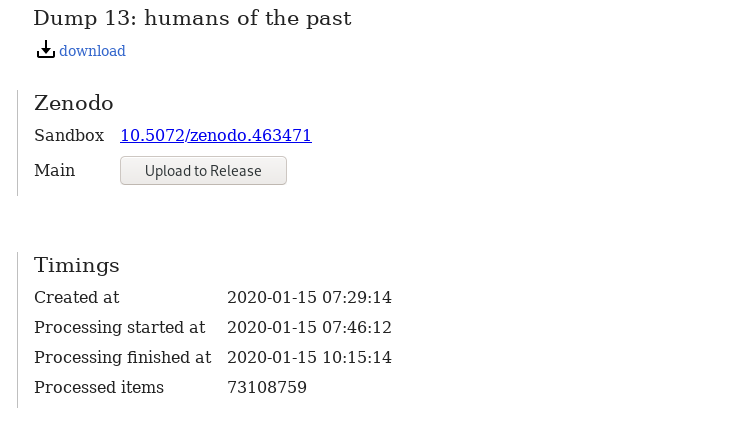 Dump 13: humans of the past
download
Zenodo
Sandbox 10.5072/zenodo.463471
Main Upload to Release
Timings
Created at 2020-01-15 07:29:14
Processing started at 2020-01-15 07:46:12
Processing finished at 2020-01-15 10:15:14
Processed items 73108759